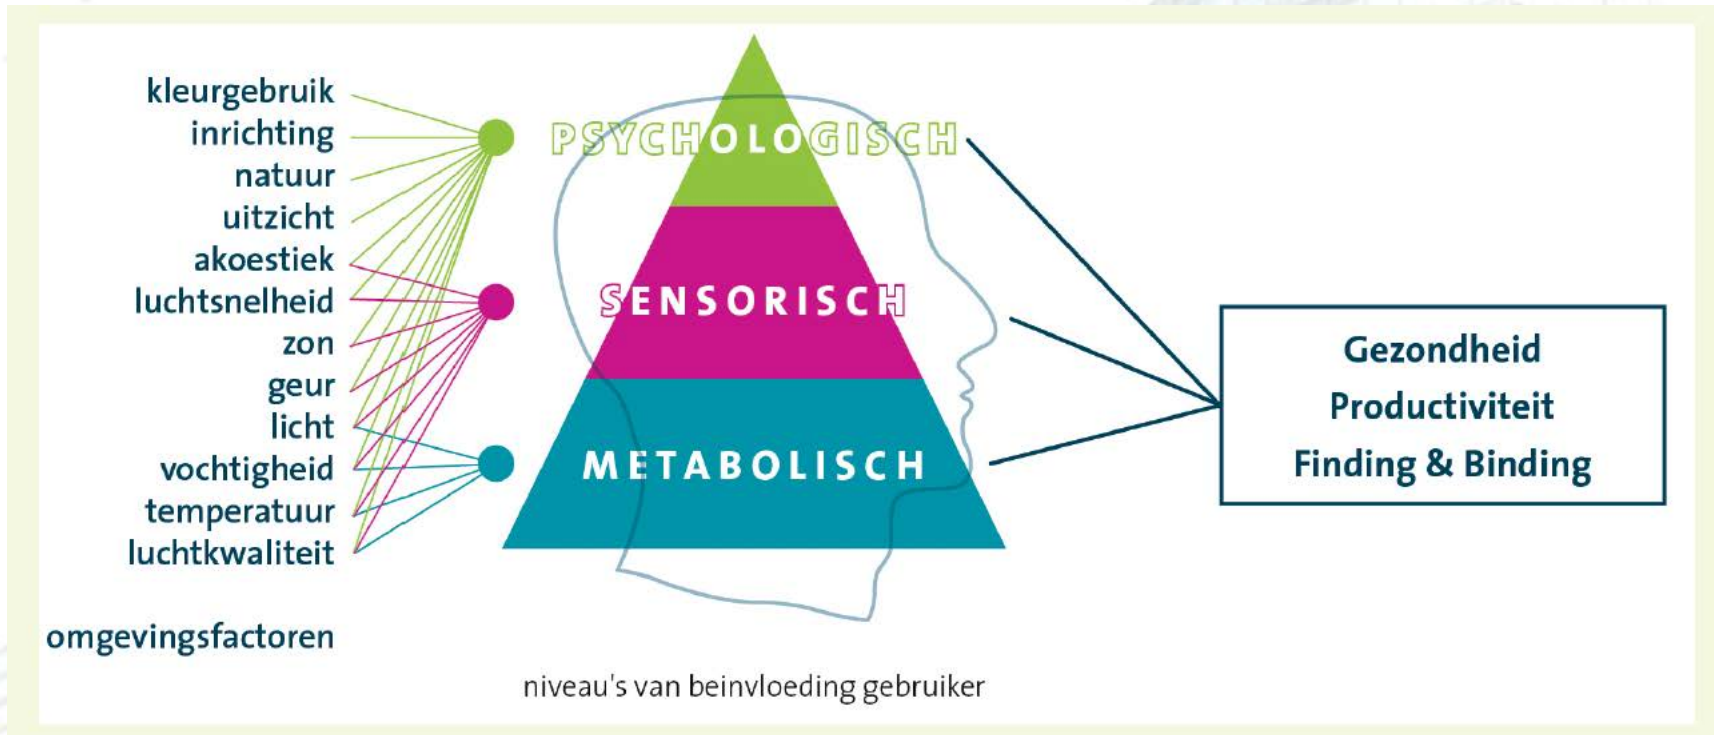 kleurgebruik
inrichting
natuur
uitzicht
akoestiek
luchtsnelheid
zon
geur
licht
vochtigheid
temperatuur
luchtkwaliteit
omgevingsfactoren
PSYCHOLOGISCH
SENSORISCH
METABOLISCH
niveau's van beinvloeding gebruiker
Gezondheid
Productiviteit
Finding & Binding